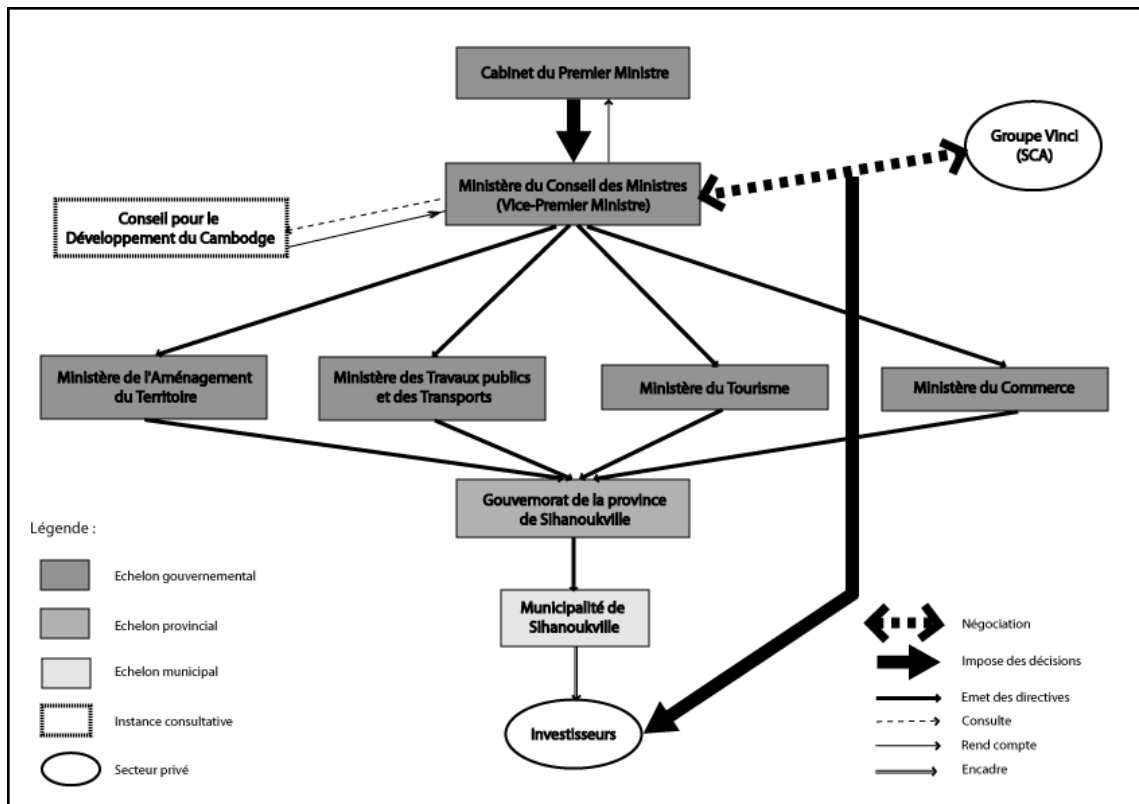 Cabinet du Premier Ministre
Groupe Vinci
(SCA)
Ministère du Conseil des Ministres
(Vice-Premier Ministre)
Conseil pour le
Développement du Cambodge
Ministère de l'Aménagement
du Territoire
Ministère des Travaux publics
et des Transports
Ministère du Tourisme
Ministère du Commerce
Gouvernorat de la province
de Sihanoukville
Municipalité de
Sihanoukville
Investisseurs
Légende :
Echelon gouvernemental
Echelon provincial
Echelon municipal
Instance consultative
Secteur privé
Négociation
Impose des décisions
Emet des directives
Consulte
Rend compte
Encadre